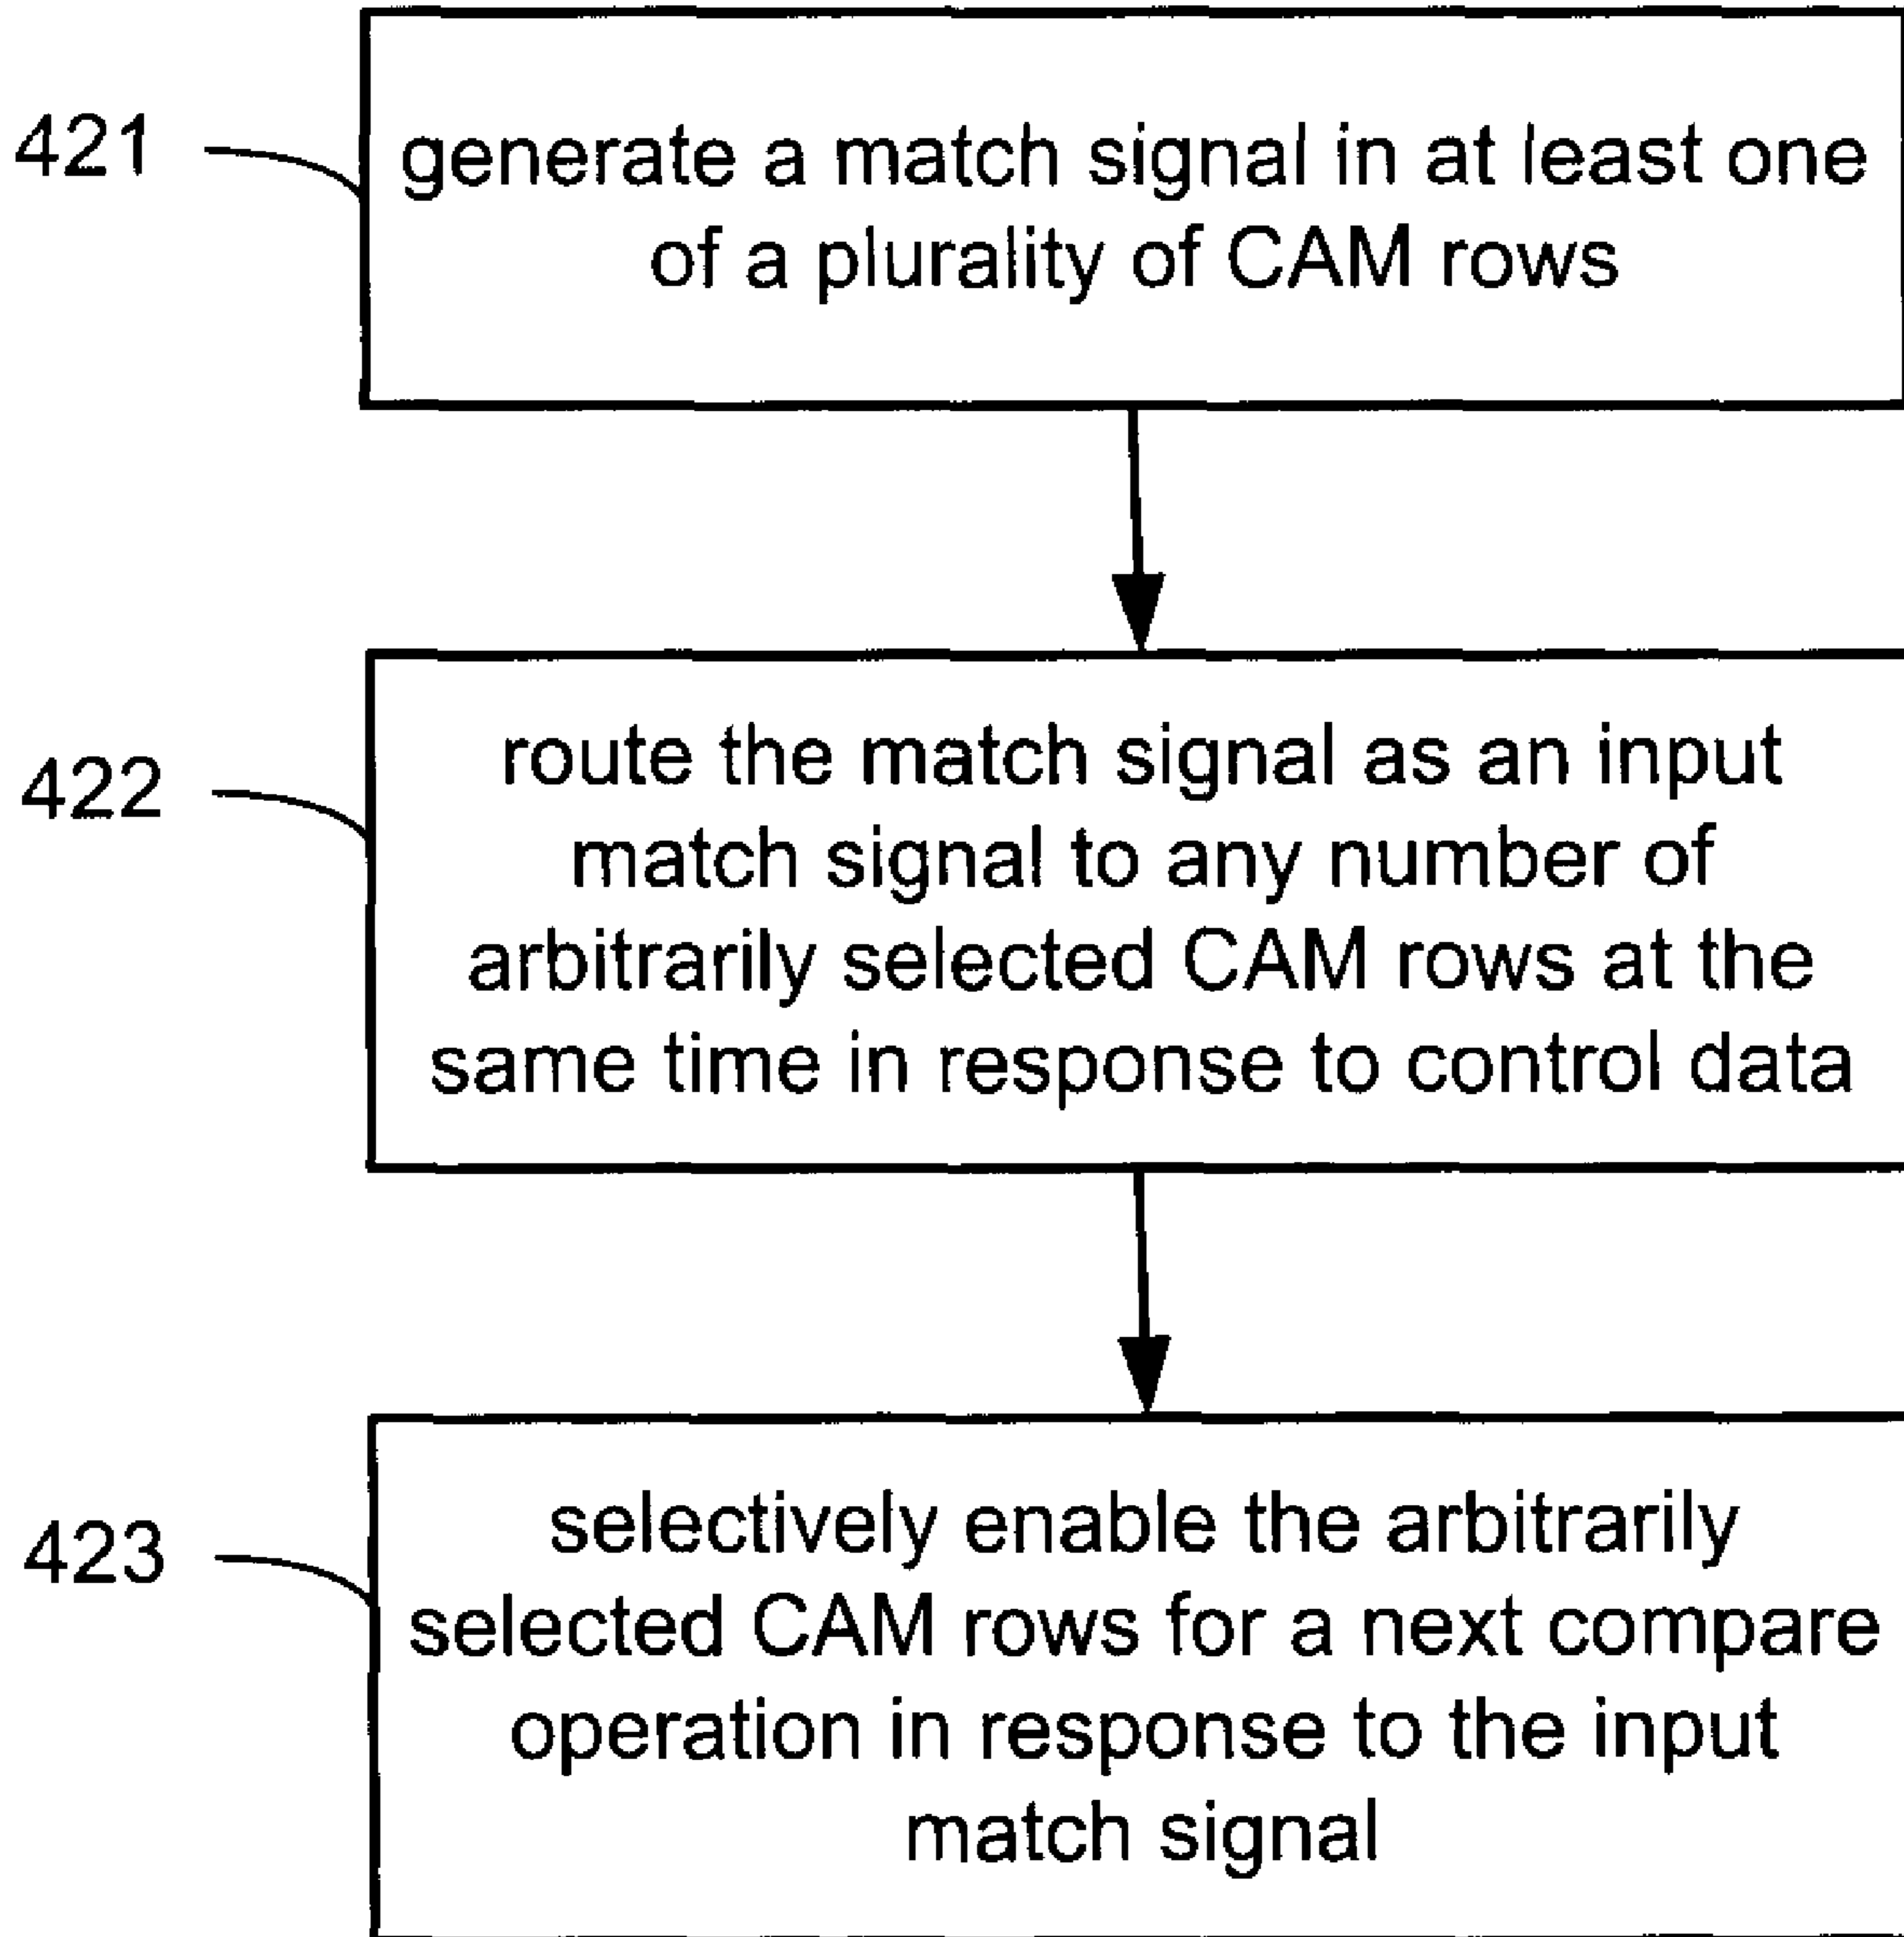 421
generate a match signal in at least one
of a plurality of CAM rows
422
route the match signal as an input
match signal to any number of
arbitrarily selected CAM rows at the
same time in response to control data
423
selectively enable the arbitrarily
selected CAM rows for a next compare
operation in response to the input
match signal